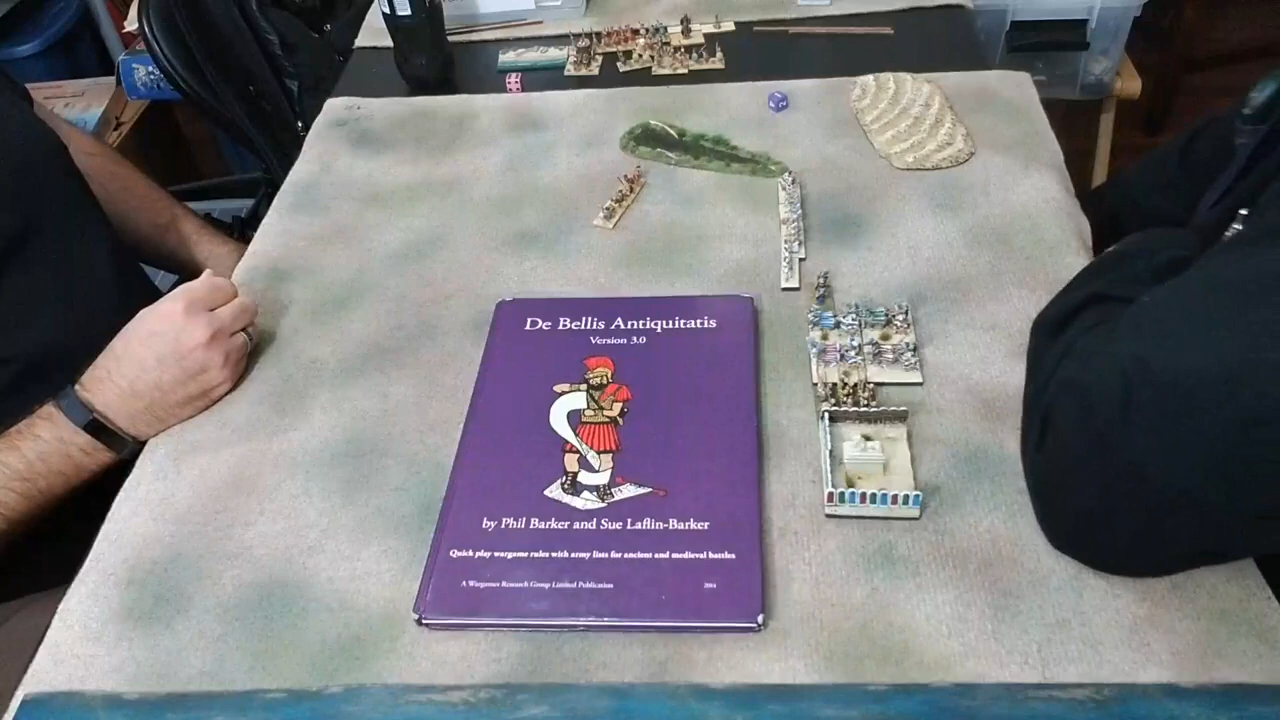 De Bellis Antiquitatis
Version 3.0
by Phil Barker and Sue Laflin-Barker
Quick play wargame rules with army lists for ancient and medieval battles
A Wargames Research Group Limited Publication
2014